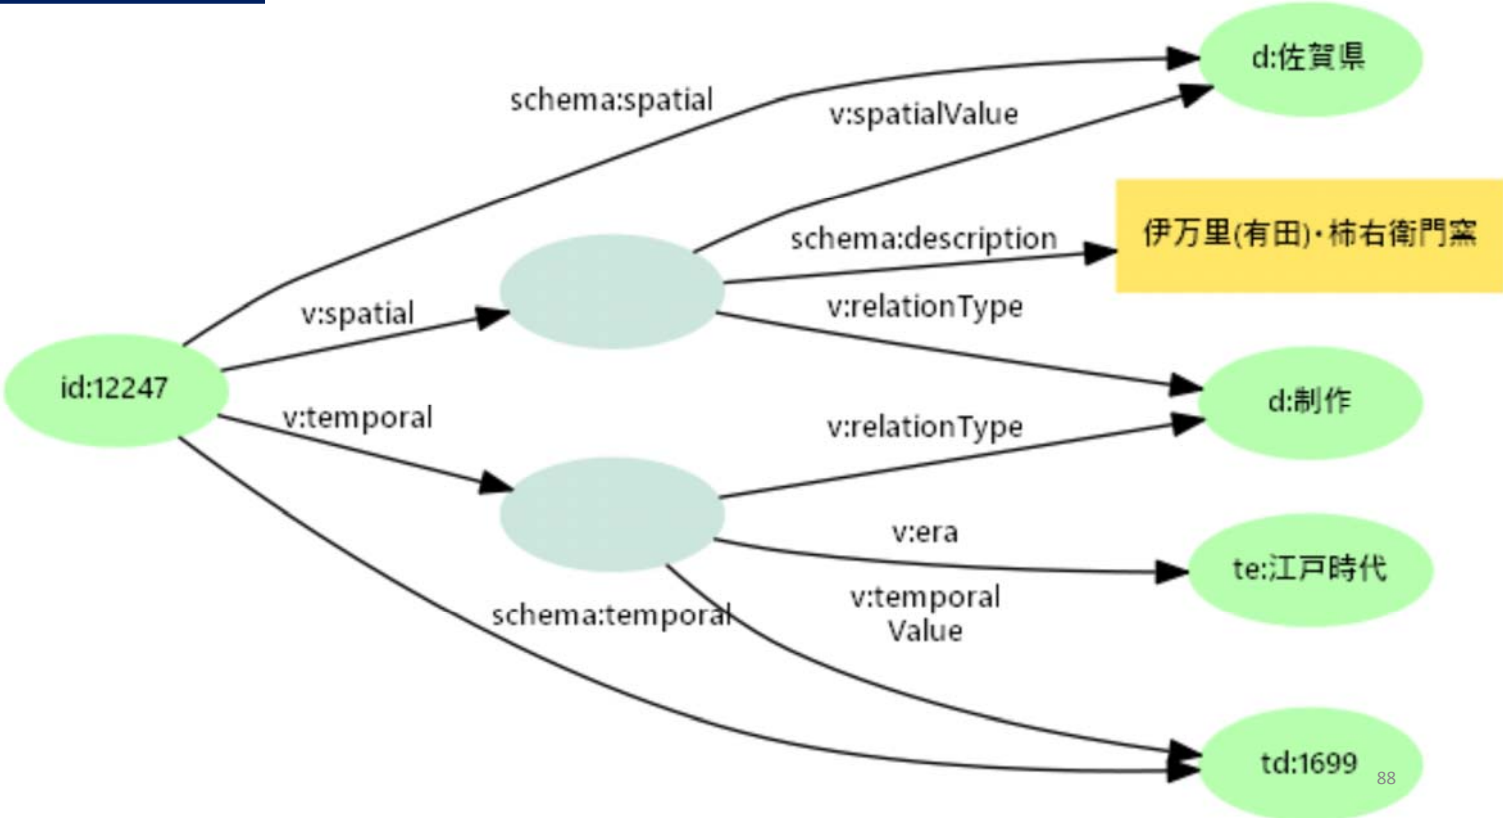 d:佐賀県
schema:spatial
v:spatialValue
伊万里(有田)・柿右衛門窯
schema:description
v:relationType
v:spatial
id:12247
d:制作
v:temporal
v:relationType
v:era
te:江戸時代
v:temporal
Value
schema:temporal
td:1699
88